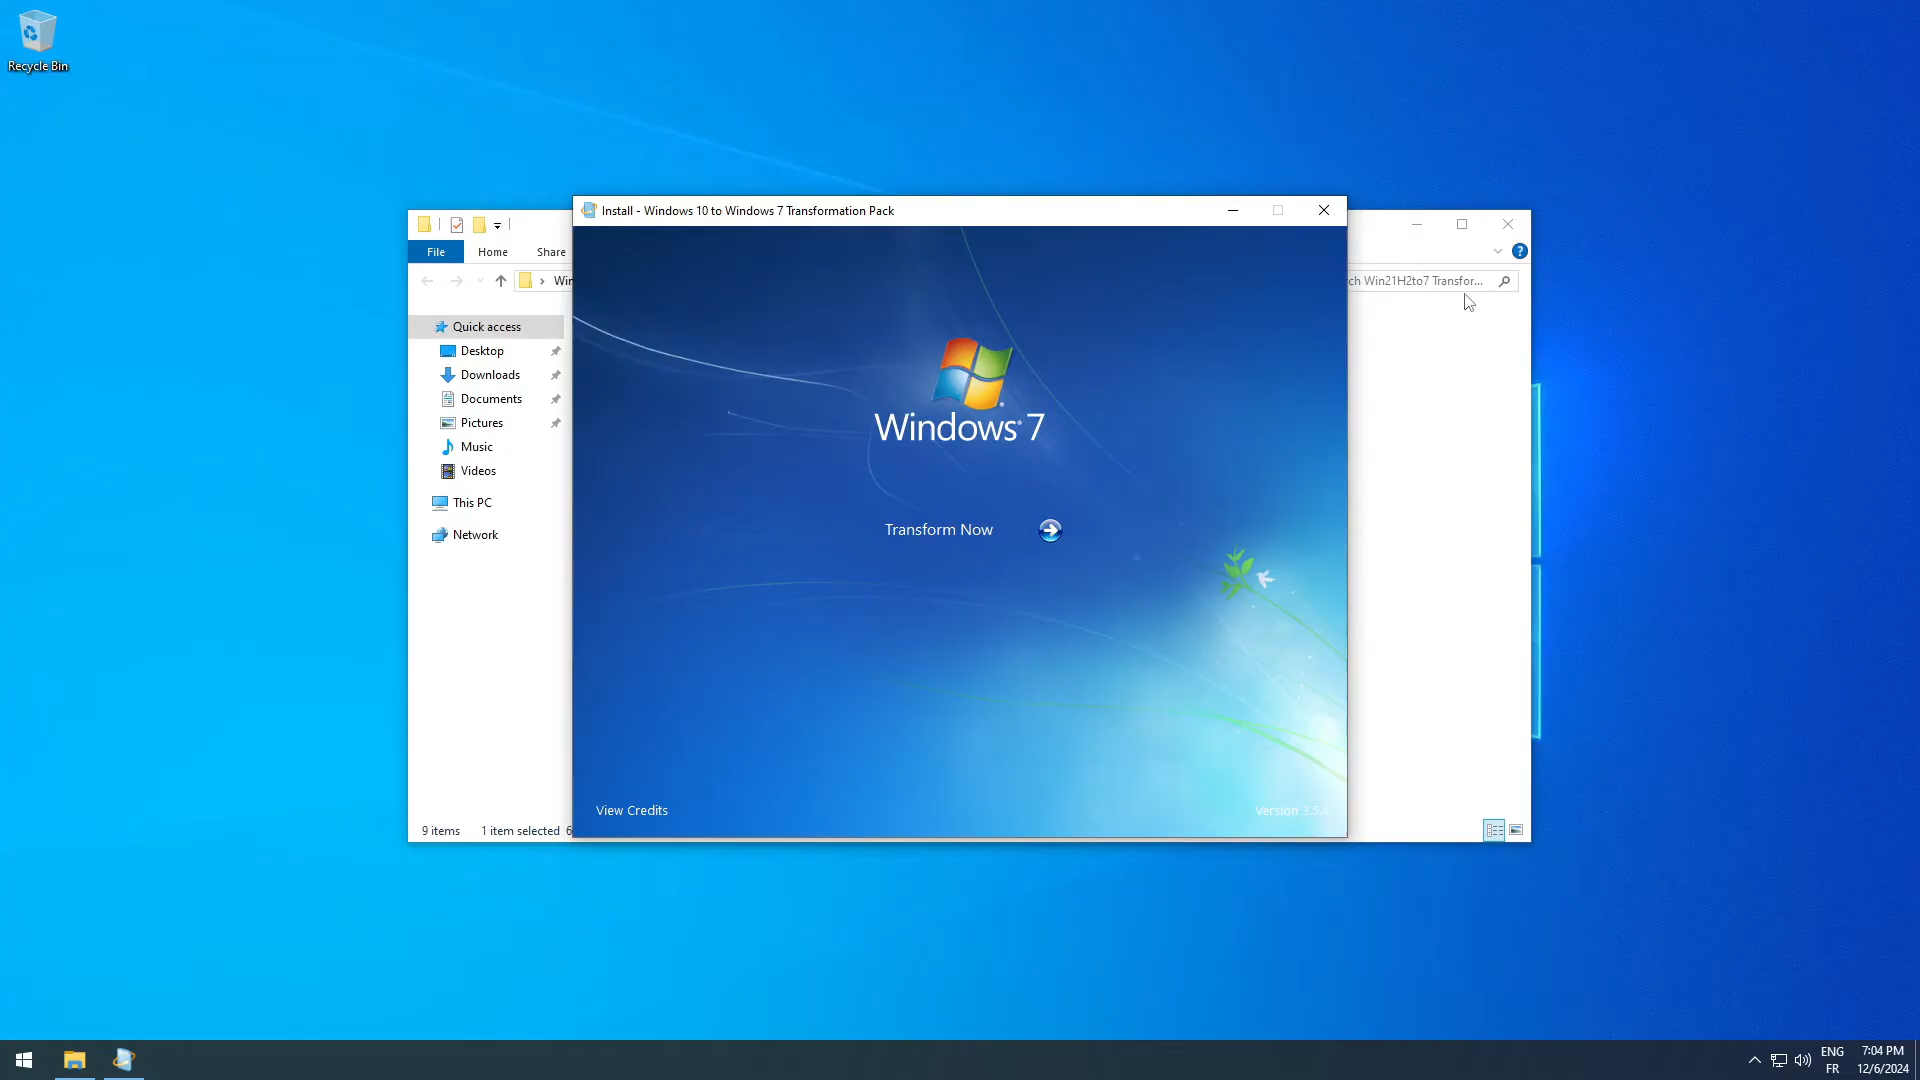 Recycle Bin
Install - Windows 10 to Windows 7 Transformation Pack
File
Home
Share
Win21H2to7 Transfor...
Quick access
Desktop
Downloads
Documents
Pictures
Music
Videos
This PC
Network
Windows® 7
Transform Now
View Credits
Version 3.5.4
9 items
1 item selected
ENG
FR
7:04 PM
12/6/2024